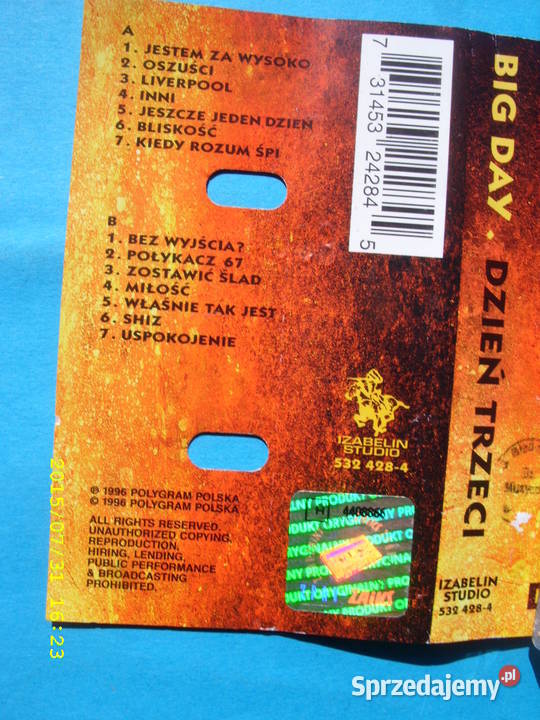 A
1. JESTEM ZA WYSOKO
2. OSZUŚCI
3. LIVERPOOL
4. INNI
5. JESZCZE JEDEN DZIEŃ
6. BLISKOŚĆ
7. KIEDY ROZUM ŚPI
B
1. BEZ WYJŚCIA?
2. POŁYKACZ 67
3. ZOSTAWIĆ ŚLAD
4. MIŁOŚĆ
5. WŁAŚNIE TAK JEST
6. SHIZ
7. USPOKOJENIE
7 31453 24284 5
IZABELIN
STUDIO
532 428-4
℗ 1996 POLYGRAM POLSKA
© 1996 POLYGRAM POLSKA
ALL RIGHTS RESERVED.
UNAUTHORIZED COPYING,
REPRODUCTION,
HIRING, LENDING,
PUBLIC PERFORMANCE
& BROADCASTING
PROHIBITED.
ZAIKS
BIG DAY · DZIEŃ TRZECI
IZABELIN
STUDIO
532 428-4
2015/07/31
Sprzedajemy.pl